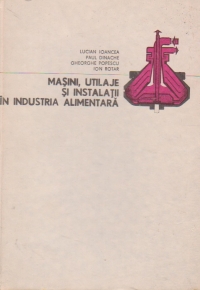 LUCIAN IOANCEA
PAUL DINACHE
GHEORGHE POPESCU
ION ROTAR
MAȘINI, UTILAJE
ȘI INSTALAȚII
ÎN INDUSTRIA ALIMENTARĂ